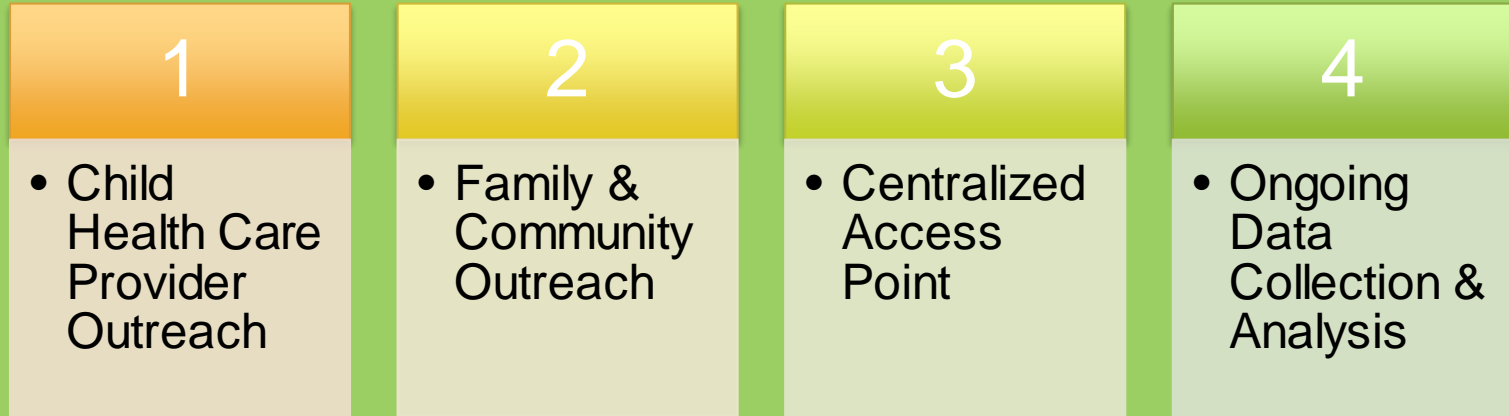 1
• Child
Health Care
Provider
Outreach
2
• Family &
Community
Outreach
3
• Centralized
Access
Point
4
• Ongoing
Data
Collection &
Analysis